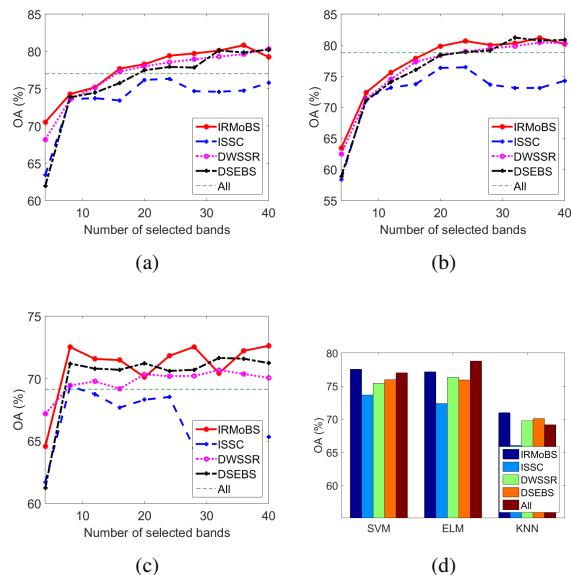 85
80
75
70
65
60
OA (%)
10 20 30 40
Number of selected bands
IRMoBS
ISSC
DWSSR
DSEBS
All
(a)
85
80
75
70
65
60
55
OA (%)
10 20 30 40
Number of selected bands
IRMoBS
ISSC
DWSSR
DSEBS
All
(b)
75
70
65
60
OA (%)
10 20 30 40
Number of selected bands
IRMoBS
ISSC
DWSSR
DSEBS
All
(c)
80
75
70
65
60
OA (%)
SVM ELM KNN
IRMoBS
ISSC
DWSSR
DSEBS
All
(d)